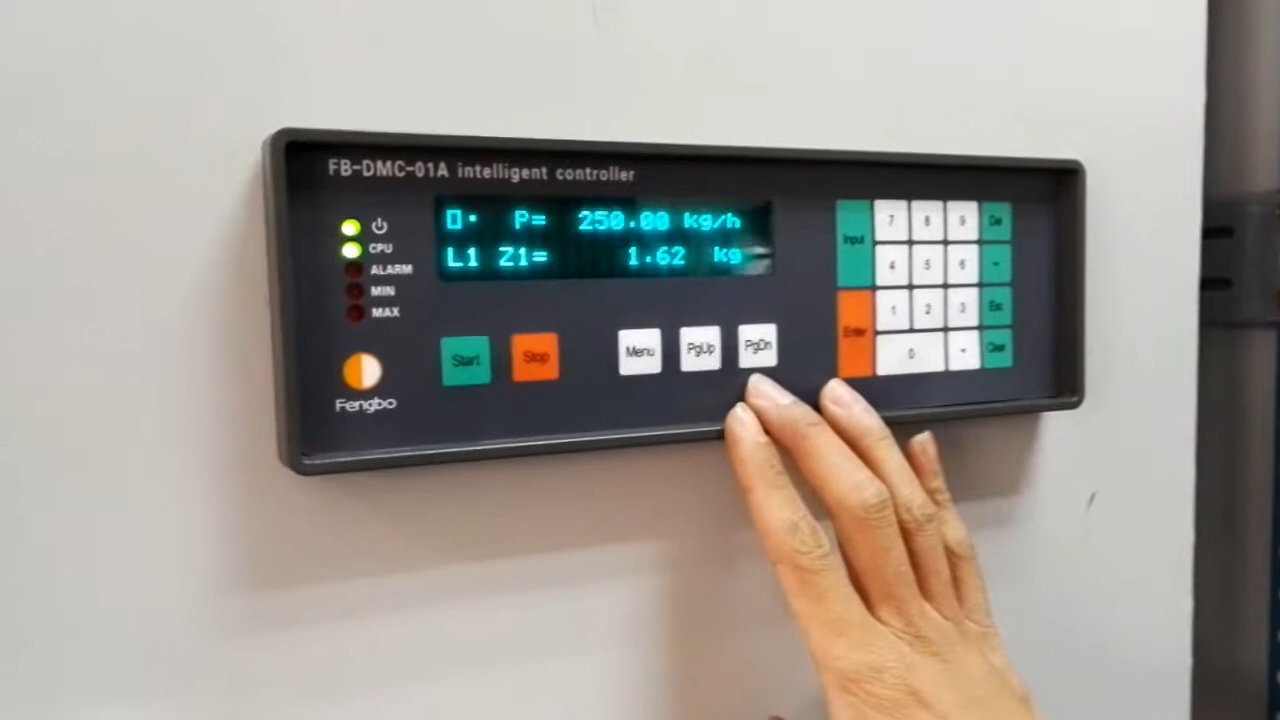 FB-DMC-01A intelligent controller
P= 250.00 kg/h
L1 Z1= 1.62 kg
CPU
ALARM
MIN
MAX
Fengbo
Start
Stop
Menu
PgUp
PgDn
Input
Enter
7 8 9 Del
4 5 6 -
1 2 3 Esc
0 Clear